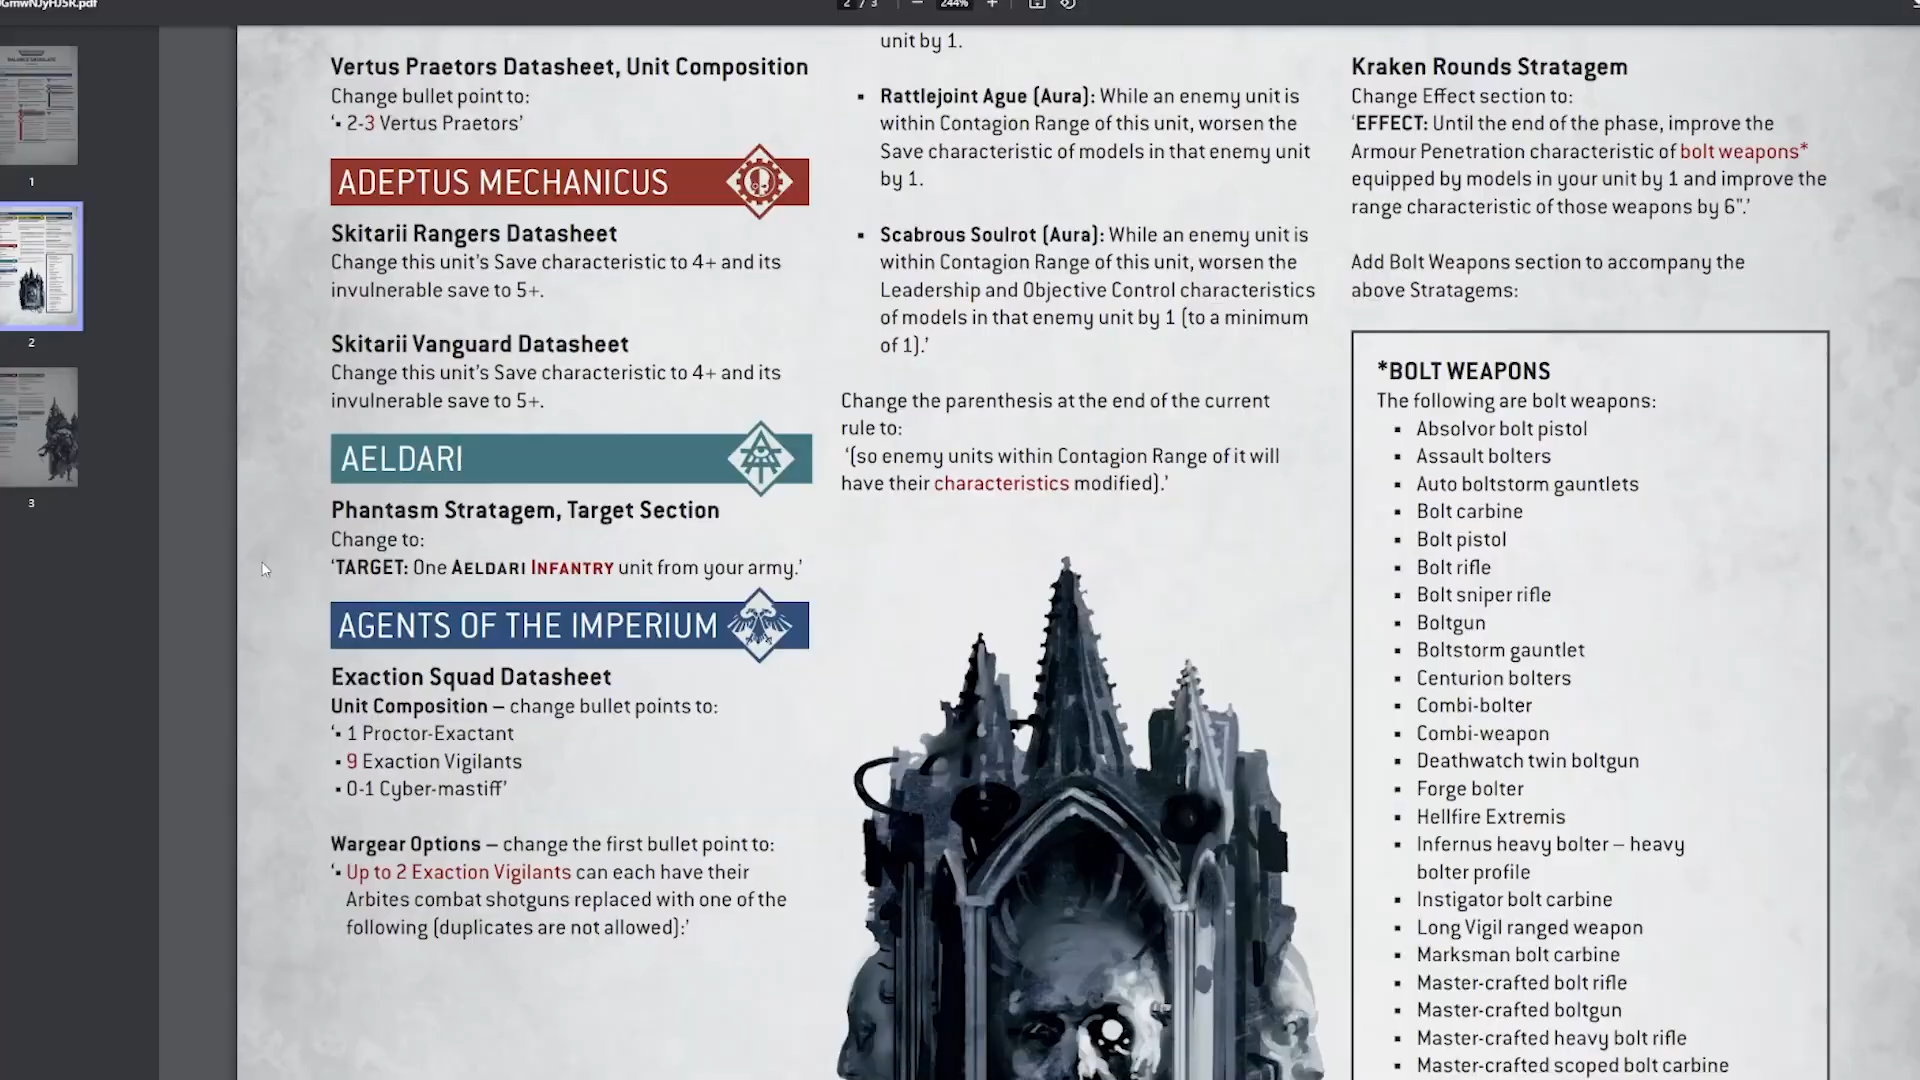 GmwNJyHJ5R.pdf
2 / 3
244%
1
2
3
Vertus Praetors Datasheet, Unit Composition
Change bullet point to:
‘▪ 2-3 Vertus Praetors’
ADEPTUS MECHANICUS
Skitarii Rangers Datasheet
Change this unit’s Save characteristic to 4+ and its
invulnerable save to 5+.
Skitarii Vanguard Datasheet
Change this unit’s Save characteristic to 4+ and its
invulnerable save to 5+.
AELDARI
Phantasm Stratagem, Target Section
Change to:
‘TARGET: One AELDARI INFANTRY unit from your army.’
AGENTS OF THE IMPERIUM
Exaction Squad Datasheet
Unit Composition – change bullet points to:
‘▪ 1 Proctor-Exactant
▪ 9 Exaction Vigilants
▪ 0-1 Cyber-mastiff’
Wargear Options – change the first bullet point to:
‘▪ Up to 2 Exaction Vigilants can each have their
Arbites combat shotguns replaced with one of the
following (duplicates are not allowed):’
unit by 1.
▪ Rattlejoint Ague (Aura): While an enemy unit is
within Contagion Range of this unit, worsen the
Save characteristic of models in that enemy unit
by 1.
▪ Scabrous Soulrot (Aura): While an enemy unit is
within Contagion Range of this unit, worsen the
Leadership and Objective Control characteristics
of models in that enemy unit by 1 (to a minimum
of 1).’
Change the parenthesis at the end of the current
rule to:
‘(so enemy units within Contagion Range of it will
have their characteristics modified).’
Kraken Rounds Stratagem
Change Effect section to:
‘EFFECT: Until the end of the phase, improve the
Armour Penetration characteristic of bolt weapons*
equipped by models in your unit by 1 and improve the
range characteristic of those weapons by 6".’
Add Bolt Weapons section to accompany the
above Stratagems:
*BOLT WEAPONS
The following are bolt weapons:
▪ Absolvor bolt pistol
▪ Assault bolters
▪ Auto boltstorm gauntlets
▪ Bolt carbine
▪ Bolt pistol
▪ Bolt rifle
▪ Bolt sniper rifle
▪ Boltgun
▪ Boltstorm gauntlet
▪ Centurion bolters
▪ Combi-bolter
▪ Combi-weapon
▪ Deathwatch twin boltgun
▪ Forge bolter
▪ Hellfire Extremis
▪ Infernus heavy bolter – heavy
bolter profile
▪ Instigator bolt carbine
▪ Long Vigil ranged weapon
▪ Marksman bolt carbine
▪ Master-crafted bolt rifle
▪ Master-crafted boltgun
▪ Master-crafted heavy bolt rifle
▪ Master-crafted scoped bolt carbine